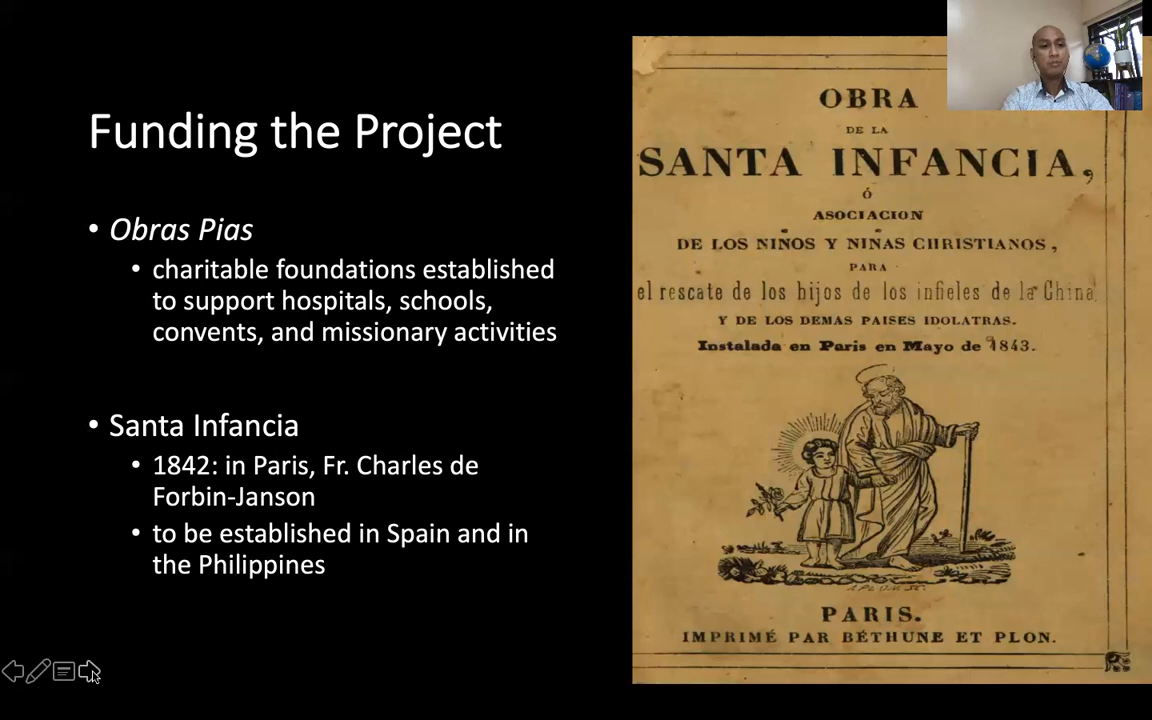 Funding the Project
• Obras Pias
• charitable foundations established
to support hospitals, schools,
convents, and missionary activities
• Santa Infancia
• 1842: in Paris, Fr. Charles de
Forbin-Janson
• to be established in Spain and in
the Philippines
OBRA
DE LA
SANTA INFANCIA,
Ó
ASOCIACION
DE LOS NIÑOS Y NIÑAS CHRISTIANOS,
PARA
el rescate de los hijos de los infieles de la China,
Y DE LOS DEMAS PAISES IDOLATRAS.
Instalada en Paris en Mayo de 1843.
PARIS.
IMPRIMÉ PAR BÉTHUNE ET PLON.